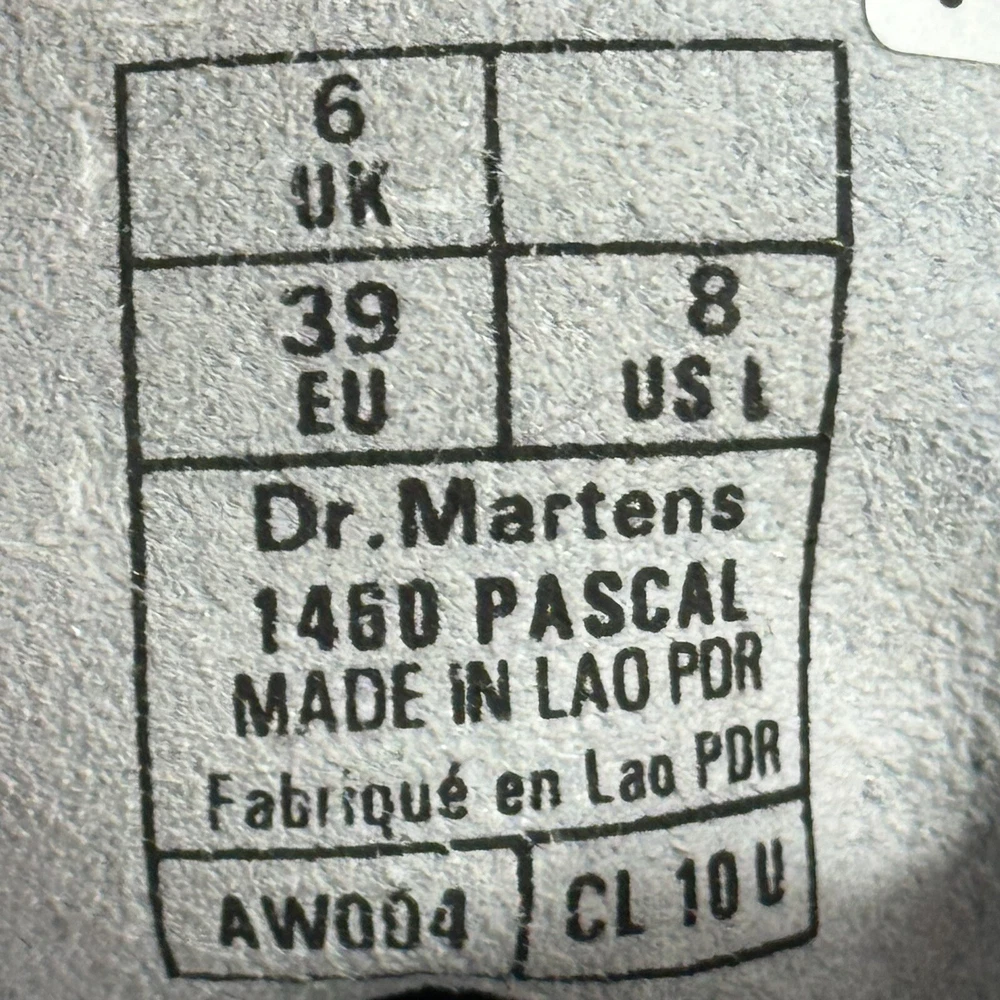 6
UK
39
EU
8
US L
Dr. Martens
1460 PASCAL
MADE IN LAO PDR
Fabriqué en Lao PDR
AW004
CL 10 U